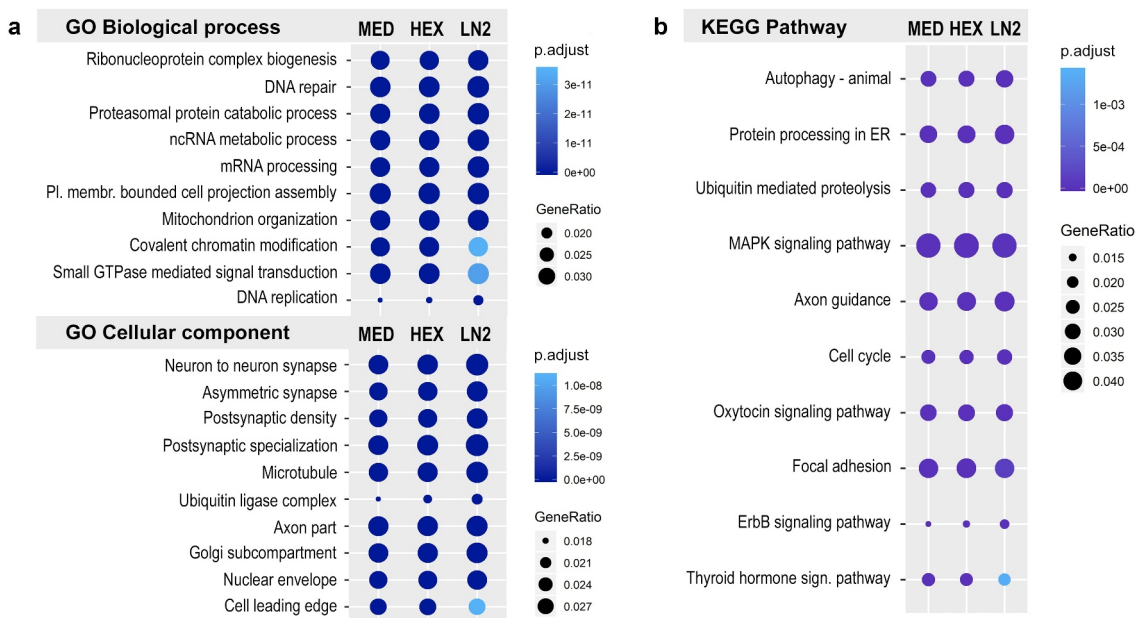 a
GO Biological process
MED HEX LN2
Ribonucleoprotein complex biogenesis
DNA repair
Proteasomal protein catabolic process
ncRNA metabolic process
mRNA processing
Pl. membr. bounded cell projection assembly
Mitochondrion organization
Covalent chromatin modification
Small GTPase mediated signal transduction
DNA replication
p.adjust
3e-11
2e-11
1e-11
0e+00
GeneRatio
0.020
0.025
0.030
GO Cellular component
MED HEX LN2
Neuron to neuron synapse
Asymmetric synapse
Postsynaptic density
Postsynaptic specialization
Microtubule
Ubiquitin ligase complex
Axon part
Golgi subcompartment
Nuclear envelope
Cell leading edge
p.adjust
1.0e-08
7.5e-09
5.0e-09
2.5e-09
0.0e+00
GeneRatio
0.018
0.021
0.024
0.027
b
KEGG Pathway
MED HEX LN2
Autophagy - animal
Protein processing in ER
Ubiquitin mediated proteolysis
MAPK signaling pathway
Axon guidance
Cell cycle
Oxytocin signaling pathway
Focal adhesion
ErbB signaling pathway
Thyroid hormone sign. pathway
p.adjust
1e-03
5e-04
0e+00
GeneRatio
0.015
0.020
0.025
0.030
0.035
0.040